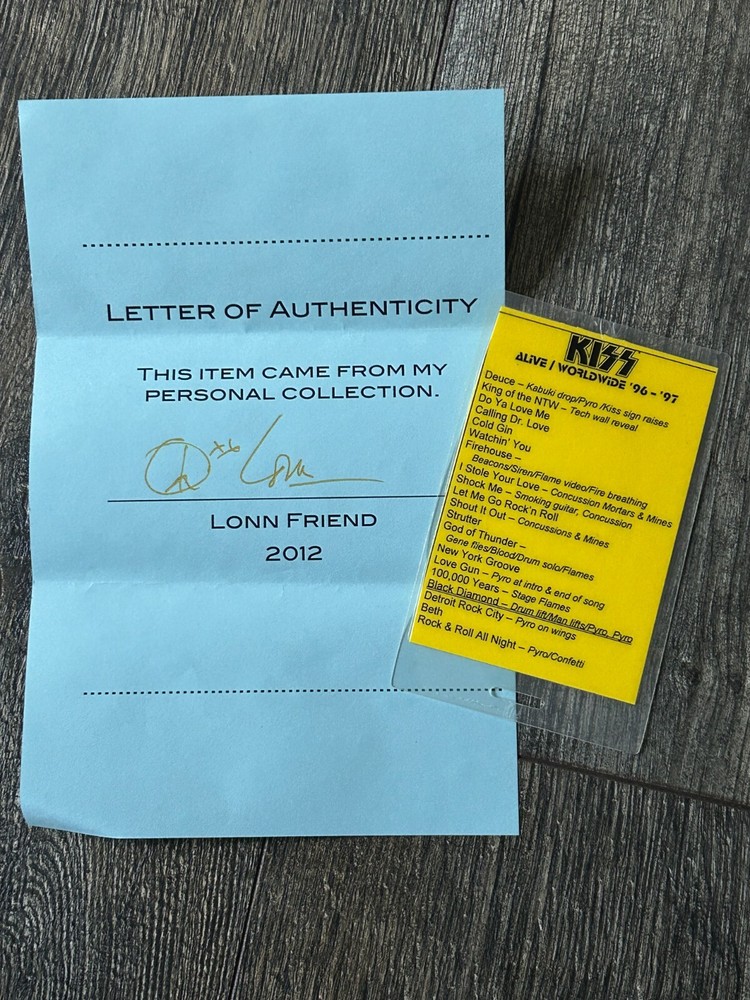 LETTER OF AUTHENTICITY
THIS ITEM CAME FROM MY
PERSONAL COLLECTION.
LONN FRIEND
2012
KISS
ALIVE / WORLDWIDE '96 - '97
Deuce – Kabuki drop/Pyro /Kiss sign raises
King of the NTW – Tech wall reveal
Do Ya Love Me
Calling Dr. Love
Cold Gin
Watchin' You
Firehouse –
Beacons/Siren/Flame video/Fire breathing
I Stole Your Love – Concussion Mortars & Mines
Shock Me – Smoking guitar, Concussion
Let Me Go Rock'n Roll
Shout It Out – Concussions & Mines
Strutter
God of Thunder –
Gene flies/Blood/Drum solo/Flames
New York Groove
Love Gun – Pyro at intro & end of song
100,000 Years – Stage Flames
Black Diamond – Drum lift/Man lifts/Pyro, Pyro
Detroit Rock City – Pyro on wings
Beth
Rock & Roll All Night – Pyro/Confetti